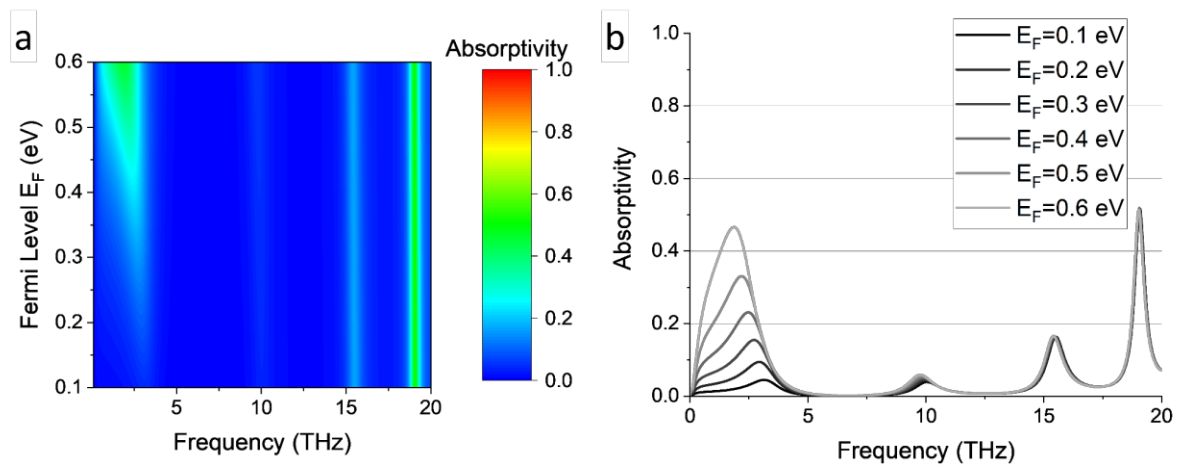 a
Absorptivity
0.6
0.5
0.4
0.3
0.2
0.1
Fermi Level E_F (eV)
5
10
15
20
Frequency (THz)
1.0
0.8
0.6
0.4
0.2
0.0
b
1.0
0.8
0.6
0.4
0.2
0.0
Absorptivity
0
5
10
15
20
Frequency (THz)
E_F=0.1 eV
E_F=0.2 eV
E_F=0.3 eV
E_F=0.4 eV
E_F=0.5 eV
E_F=0.6 eV